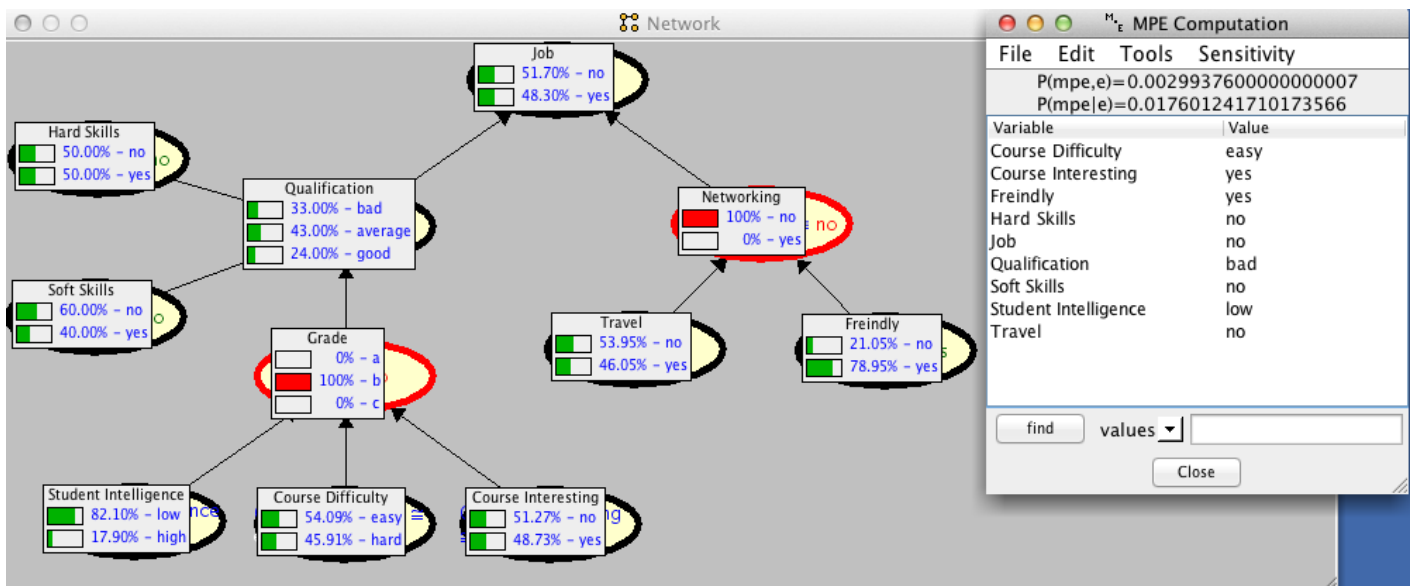 Network
Job
51.70% - no
48.30% - yes
Hard Skills
50.00% - no
50.00% - yes
no
Qualification
33.00% - bad
43.00% - average
24.00% - good
Networking
100% - no
0% - yes
= no
Soft Skills
60.00% - no
40.00% - yes
Grade
0% - a
100% - b
0% - c
Travel
53.95% - no
46.05% - yes
Freindly
21.05% - no
78.95% - yes
Student Intelligence
82.10% - low
17.90% - high
Course Difficulty
54.09% - easy
45.91% - hard
Course Interesting
51.27% - no
48.73% - yes
MPE Computation
File Edit Tools Sensitivity
P(mpe,e)=0.0029937600000000007
P(mpe|e)=0.017601241710173566
Variable Value
Course Difficulty easy
Course Interesting yes
Freindly yes
Hard Skills no
Job no
Qualification bad
Soft Skills no
Student Intelligence low
Travel no
find values
Close